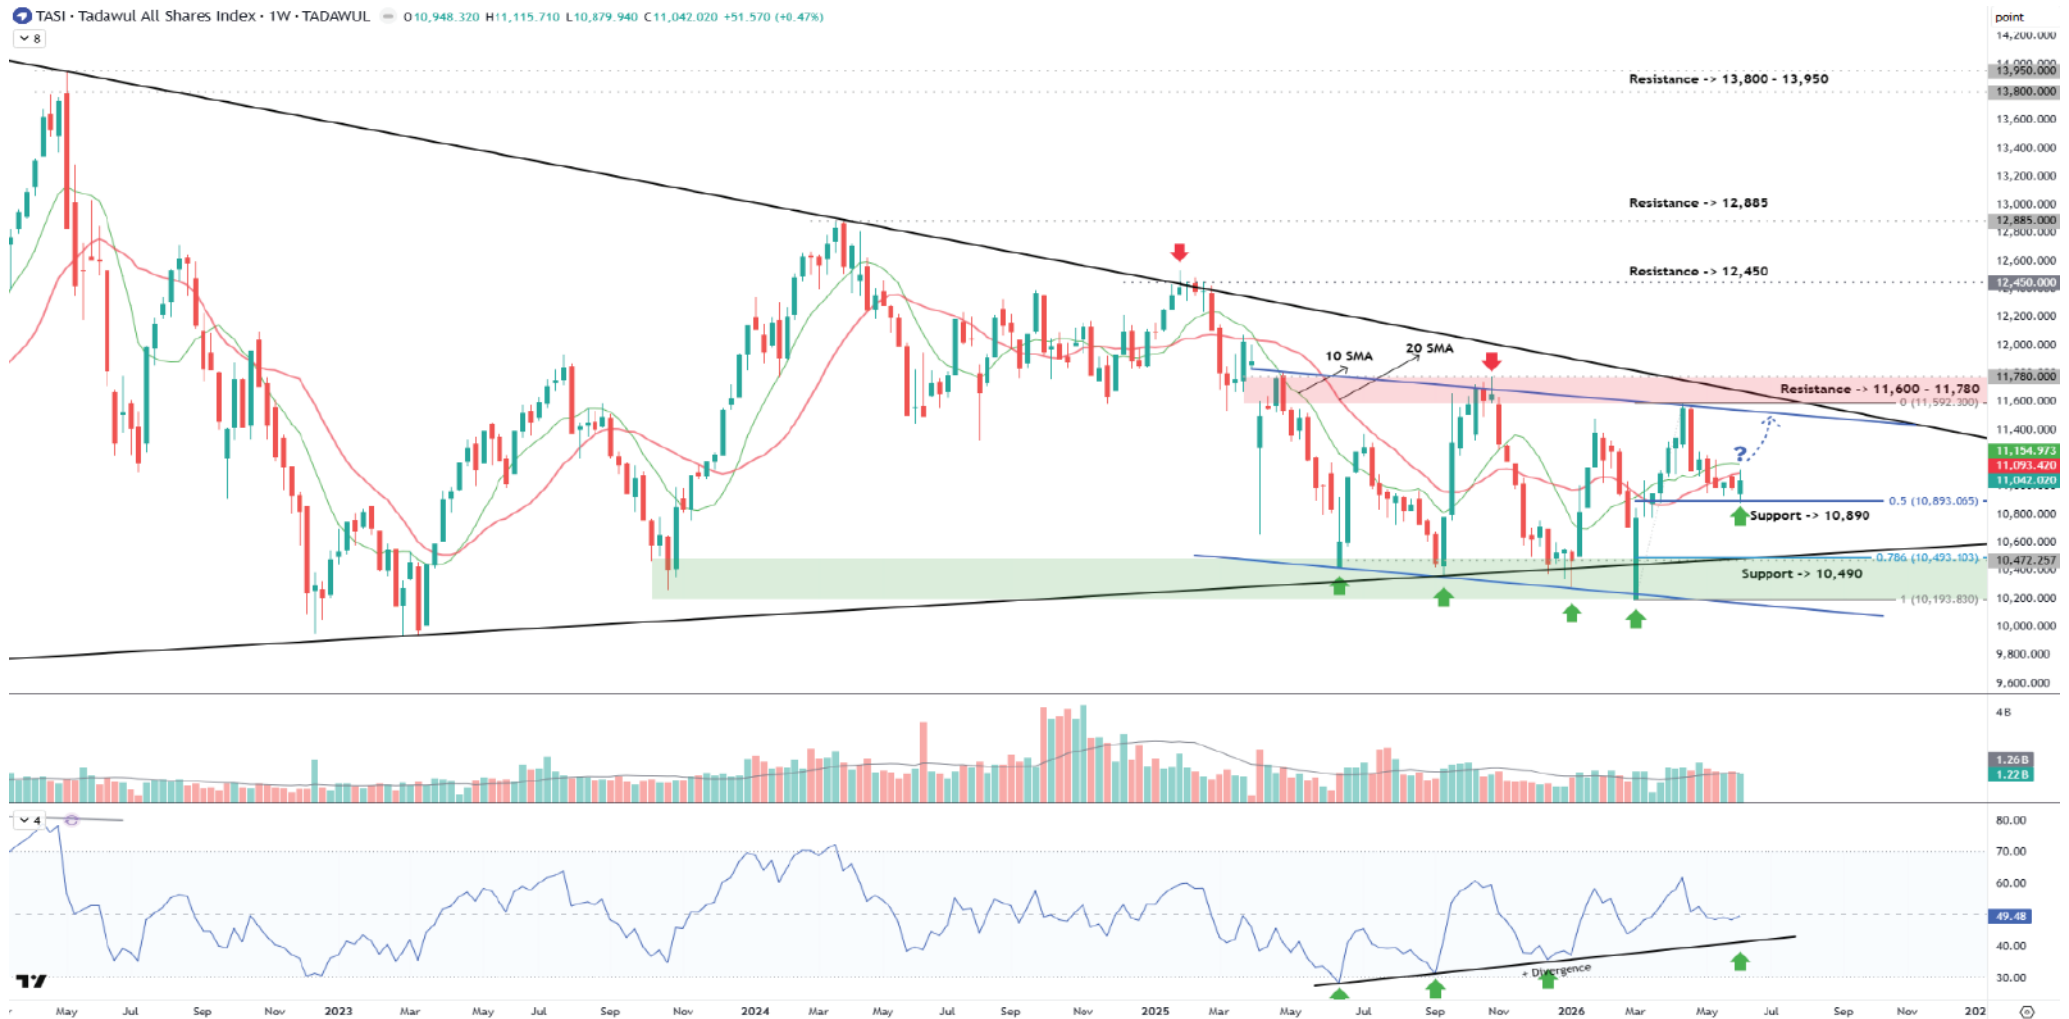 TASI · Tadawul All Shares Index · 1W · TADAWUL O10,948.320 H11,115.710 L10,879.940 C11,042.020 +51.570 (+0.47%)
8
point
14,200.000
14,000.000
13,950.000
13,800.000
13,600.000
13,400.000
13,200.000
13,000.000
12,885.000
12,800.000
12,600.000
12,450.000
12,400.000
12,200.000
12,000.000
11,780.000
11,600.000
11,400.000
11,154.973
11,093.420
11,042.020
10,800.000
10,600.000
10,472.257
10,400.000
10,200.000
10,000.000
9,800.000
9,600.000
Resistance -> 13,800 - 13,950
Resistance -> 12,885
Resistance -> 12,450
10 SMA
20 SMA
Resistance -> 11,600 - 11,780
0 (11,592.300)
?
0.5 (10,893.065)
Support -> 10,890
0.786 (10,493.103)
Support -> 10,490
1 (10,193.830)
4B
1.26B
1.22B
4
80.00
70.00
60.00
49.48
40.00
30.00
+ Divergence
May Jul Sep Nov 2023 Mar May Jul Sep Nov 2024 Mar May Jul Sep Nov 2025 Mar May Jul Sep Nov 2026 Mar May Jul Sep Nov 202